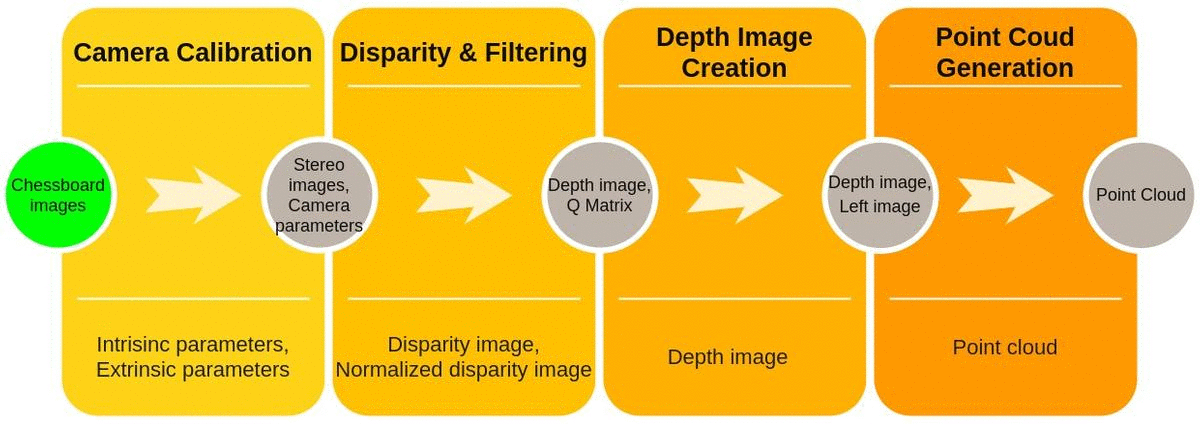 Camera Calibration
Disparity & Filtering
Depth Image
Creation
Point Coud
Generation
Chessboard
images
Stereo
images,
Camera
parameters
Depth image,
Q Matrix
Depth image,
Left image
Point Cloud
Intrisinc parameters,
Extrinsic parameters
Disparity image,
Normalized disparity image
Depth image
Point cloud